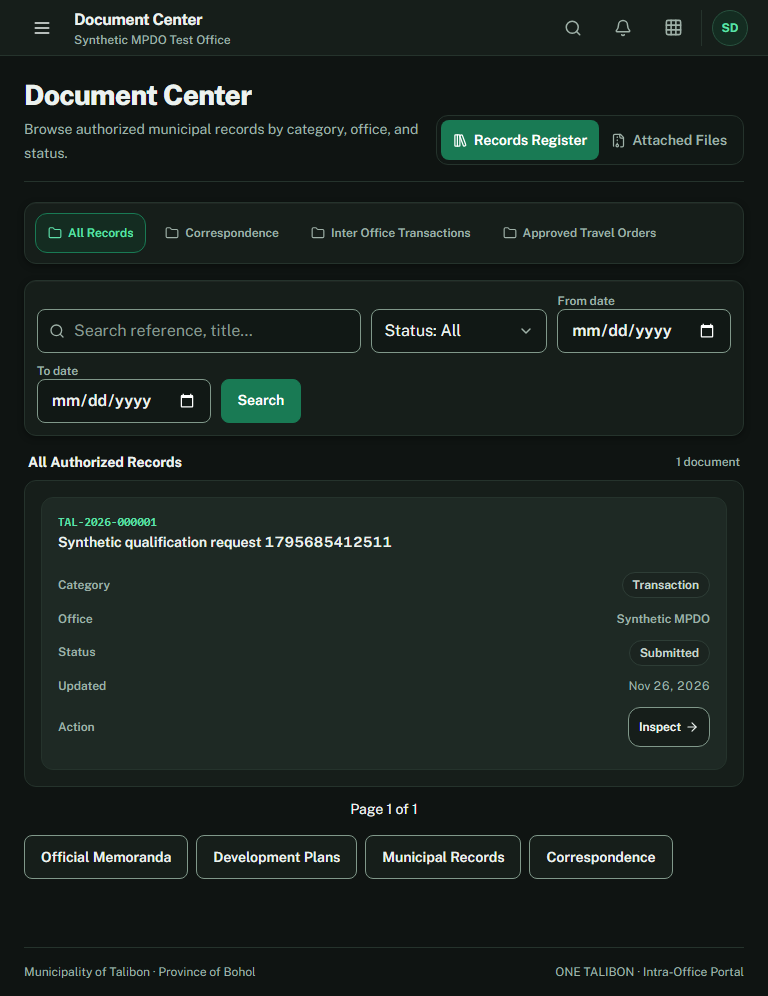 Document Center
Synthetic MPDO Test Office
SD
Document Center
Browse authorized municipal records by category, office, and
status.
Records Register
Attached Files
All Records
Correspondence
Inter Office Transactions
Approved Travel Orders
Search reference, title...
Status: All
From date
mm/dd/yyyy
To date
mm/dd/yyyy
Search
All Authorized Records
1 document
TAL-2026-000001
Synthetic qualification request 1795685412511
Category
Transaction
Office
Synthetic MPDO
Status
Submitted
Updated
Nov 26, 2026
Action
Inspect →
Page 1 of 1
Official Memoranda
Development Plans
Municipal Records
Correspondence
Municipality of Talibon · Province of Bohol
ONE TALIBON · Intra-Office Portal